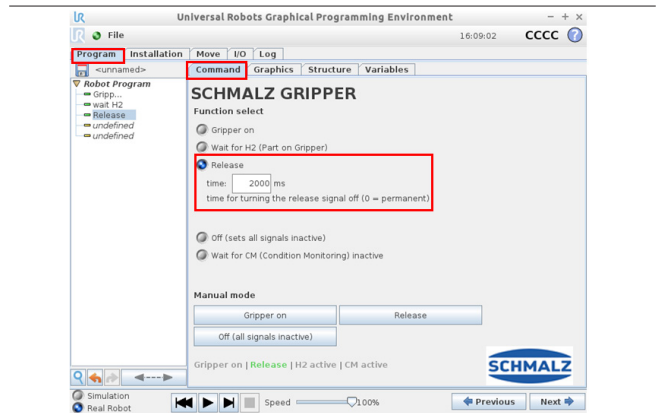 Universal Robots Graphical Programming Environment
File
16:09:02
CCCC
?
Program
Installation
Move
I/O
Log
<unnamed>
Command
Graphics
Structure
Variables
Robot Program
Gripp...
wait H2
Release
undefined
undefined
SCHMALZ GRIPPER
Function select
Gripper on
Wait for H2 (Part on Gripper)
Release
time: 2000 ms
time for turning the release signal off (0 = permanent)
Off (sets all signals inactive)
Wait for CM (Condition Monitoring) inactive
Manual mode
Gripper on
Release
Off (all signals inactive)
Gripper on | Release | H2 active | CM active
SCHMALZ
Simulation
Real Robot
Speed
100%
Previous
Next